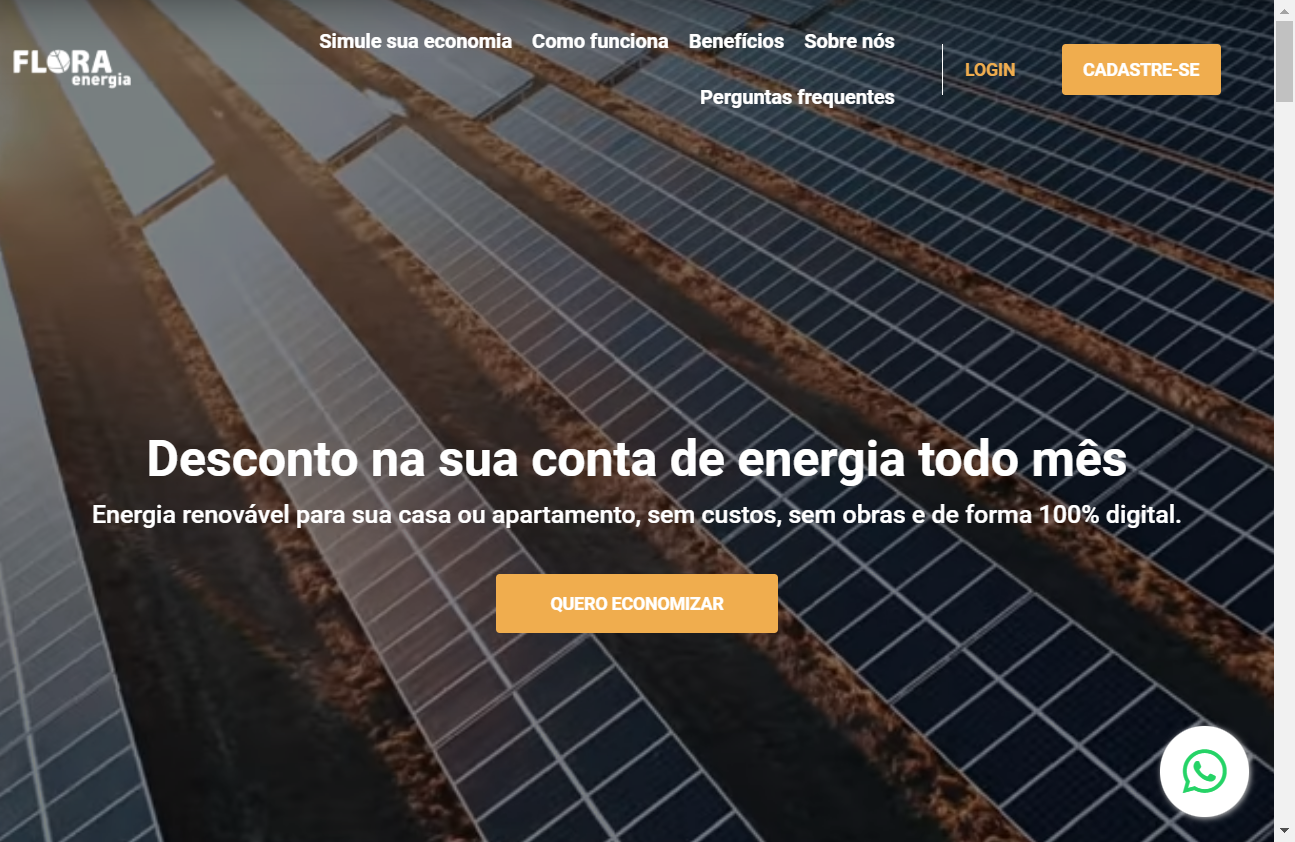 FLORA
energia
Simule sua economia Como funciona Benefícios Sobre nós
Perguntas frequentes
LOGIN
CADASTRE-SE
Desconto na sua conta de energia todo mês
Energia renovável para sua casa ou apartamento, sem custos, sem obras e de forma 100% digital.
QUERO ECONOMIZAR